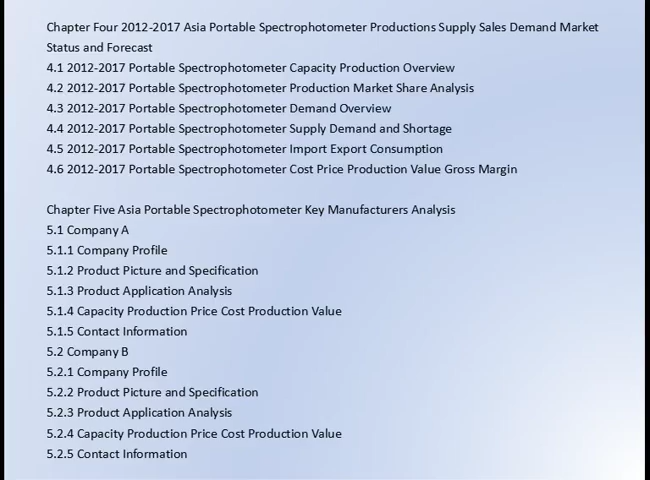 Chapter Four 2012-2017 Asia Portable Spectrophotometer Productions Supply Sales Demand Market
Status and Forecast
4.1 2012-2017 Portable Spectrophotometer Capacity Production Overview
4.2 2012-2017 Portable Spectrophotometer Production Market Share Analysis
4.3 2012-2017 Portable Spectrophotometer Demand Overview
4.4 2012-2017 Portable Spectrophotometer Supply Demand and Shortage
4.5 2012-2017 Portable Spectrophotometer Import Export Consumption
4.6 2012-2017 Portable Spectrophotometer Cost Price Production Value Gross Margin
Chapter Five Asia Portable Spectrophotometer Key Manufacturers Analysis
5.1 Company A
5.1.1 Company Profile
5.1.2 Product Picture and Specification
5.1.3 Product Application Analysis
5.1.4 Capacity Production Price Cost Production Value
5.1.5 Contact Information
5.2 Company B
5.2.1 Company Profile
5.2.2 Product Picture and Specification
5.2.3 Product Application Analysis
5.2.4 Capacity Production Price Cost Production Value
5.2.5 Contact Information